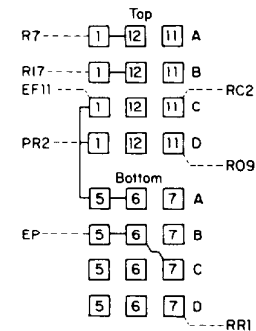 Top
R7 1 12 11 A
R17 1 12 11 B
EF11 RC2
1 12 11 C
PR2 1 12 11 D
RO9
Bottom
5 6 7 A
EP 5 6 7 B
5 6 7 C
5 6 7 D
RR1